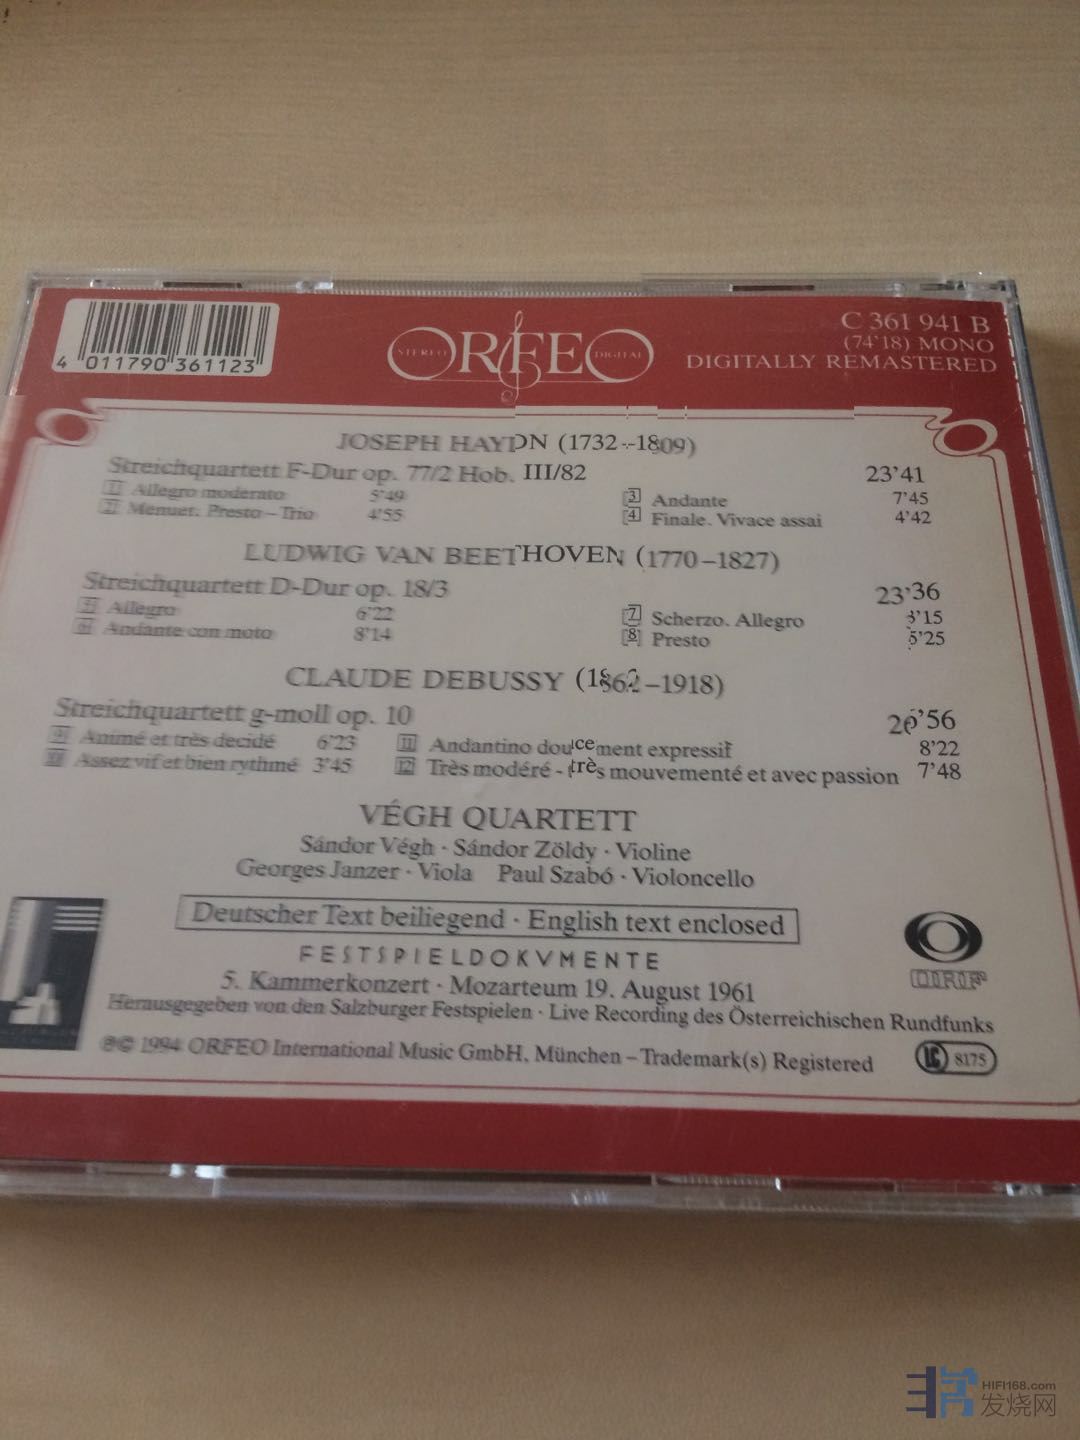 C 361 941 B
4 011790 361123
STEREO ORFEO DIGITAL
(74'18) MONO
DIGITALLY REMASTERED
JOSEPH HAYDN (1732–1809)
Streichquartett F-Dur op. 77/2 Hob. III/82 23'41
1 Allegro moderato 5'49 3 Andante 7'45
2 Menuet. Presto – Trio 4'55 4 Finale. Vivace assai 4'42
LUDWIG VAN BEETHOVEN (1770–1827)
Streichquartett D-Dur op. 18/3 23'36
5 Allegro 6'22 7 Scherzo. Allegro 3'15
6 Andante con moto 8'14 8 Presto 5'25
CLAUDE DEBUSSY (1862–1918)
Streichquartett g-moll op. 10 26'56
9 Animé et très decidé 6'23 11 Andantino doucement expressif 8'22
10 Assez vif et bien rythmé 3'45 12 Très modéré - très mouvementé et avec passion 7'48
VÉGH QUARTETT
Sándor Végh · Sándor Zöldy · Violine
Georges Janzer · Viola Paul Szabó · Violoncello
Deutscher Text beiliegend · English text enclosed
FESTSPIELDOKVMENTE
ORF
5. Kammerkonzert · Mozarteum 19. August 1961
Herausgegeben von den Salzburger Festspielen · Live Recording des Österreichischen Rundfunks
℗© 1994 ORFEO International Music GmbH, München – Trademark(s) Registered
LC 8175
HIFI168.com
发烧网